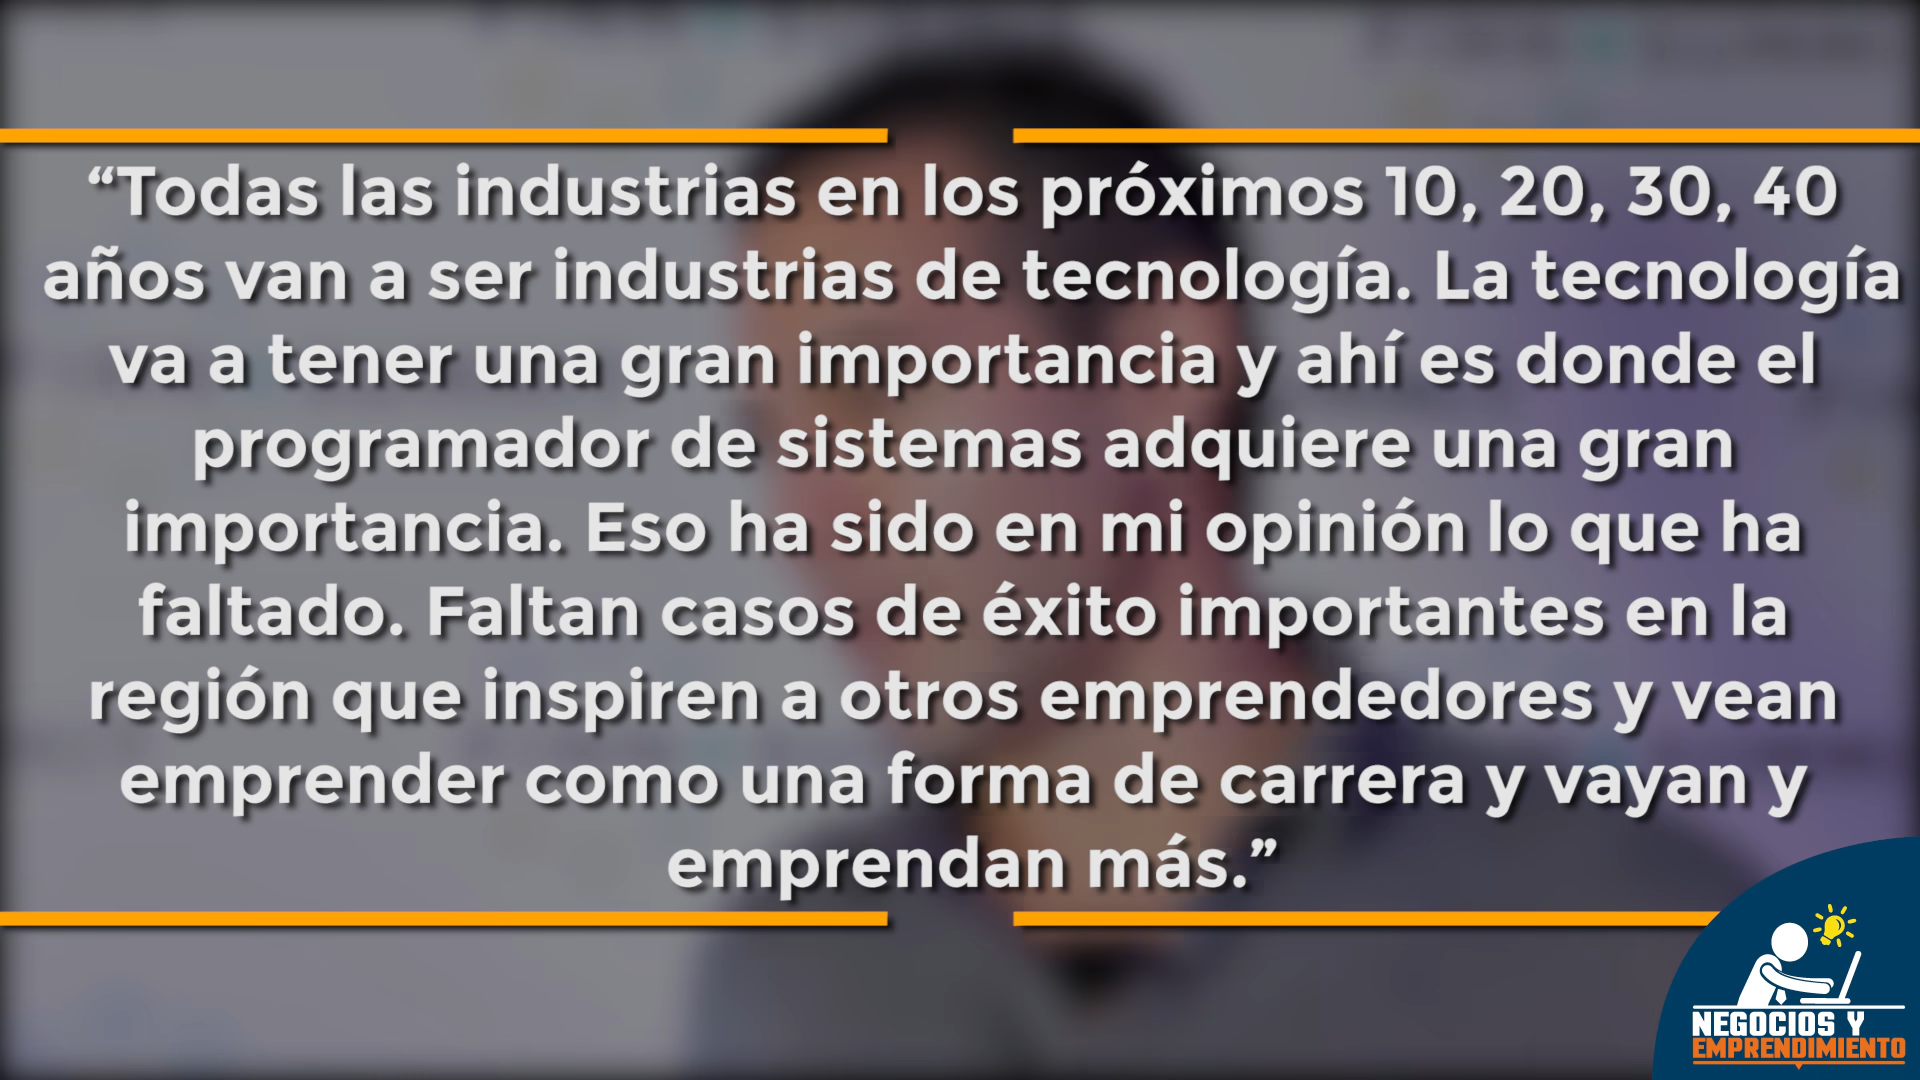 “Todas las industrias en los próximos 10, 20, 30, 40
años van a ser industrias de tecnología. La tecnología
va a tener una gran importancia y ahí es donde el
programador de sistemas adquiere una gran
importancia. Eso ha sido en mi opinión lo que ha
faltado. Faltan casos de éxito importantes en la
región que inspiren a otros emprendedores y vean
emprender como una forma de carrera y vayan y
emprendan más.”
NEGOCIOS Y
EMPRENDIMIENTO